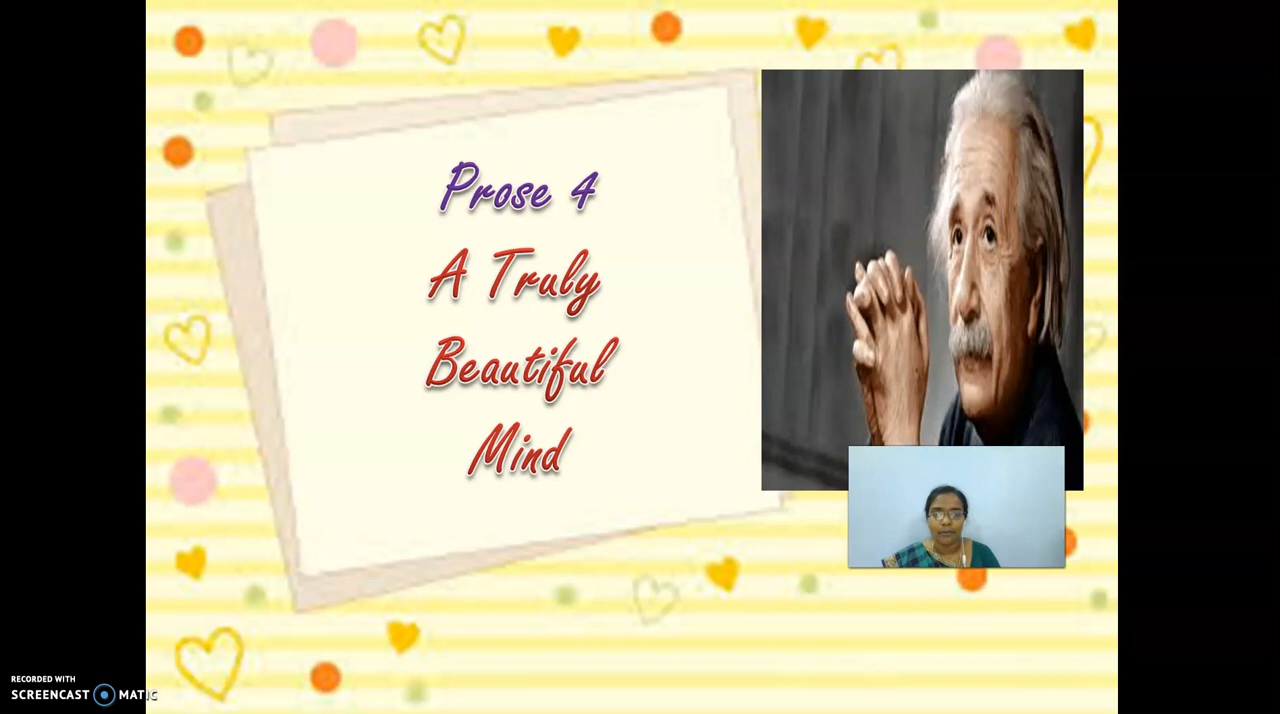 Prose 4
A Truly
Beautiful
Mind
RECORDED WITH
SCREENCAST MATIC